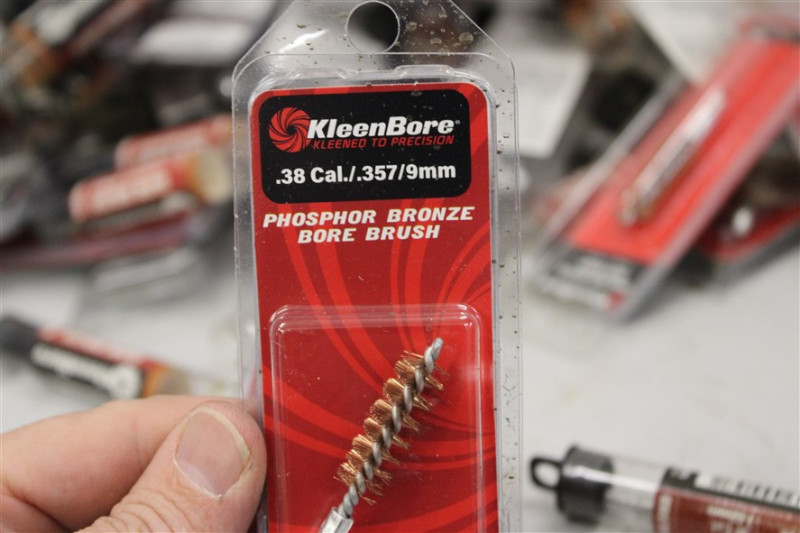 KleenBore®
KLEENED TO PRECISION
.38 Cal./.357/9mm
PHOSPHOR BRONZE
BORE BRUSH